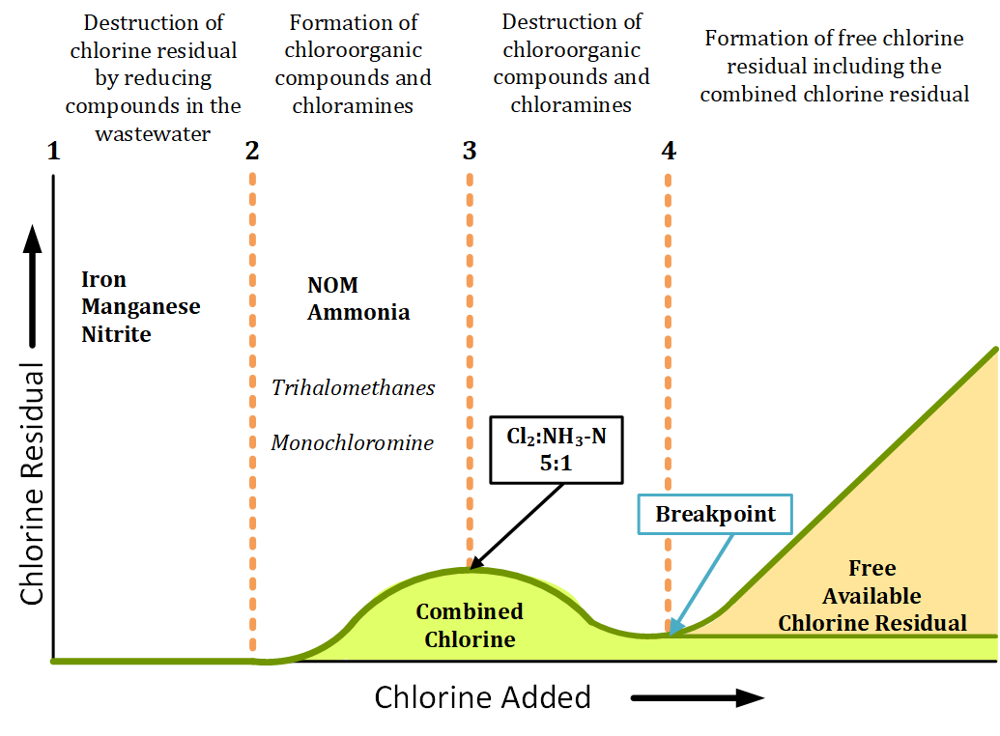 Destruction of
chlorine residual
by reducing
compounds in the
wastewater
Formation of
chloroorganic
compounds and
chloramines
Destruction of
chloroorganic
compounds and
chloramines
Formation of free chlorine
residual including the
combined chlorine residual
1
2
3
4
Iron
Manganese
Nitrite
NOM
Ammonia
Trihalomethanes
Monochloromine
Cl₂:NH₃-N
5:1
Breakpoint
Combined
Chlorine
Free
Available
Chlorine Residual
Chlorine Residual
Chlorine Added